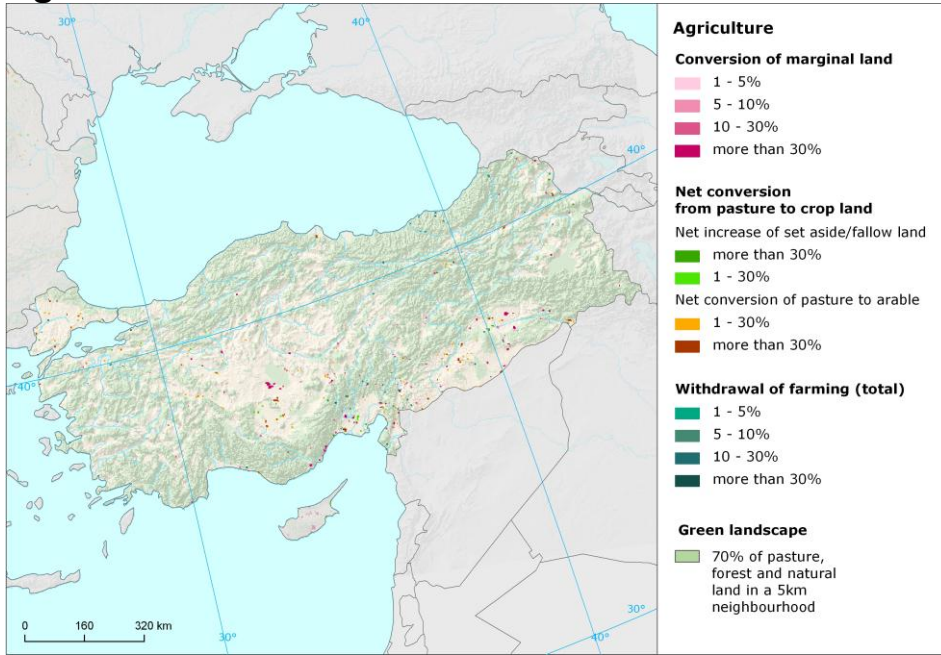 30°
40°
40°
40°
30°
30°
40°
0 160 320 km
Agriculture
Conversion of marginal land
1 - 5%
5 - 10%
10 - 30%
more than 30%
Net conversion
from pasture to crop land
Net increase of set aside/fallow land
more than 30%
1 - 30%
Net conversion of pasture to arable
1 - 30%
more than 30%
Withdrawal of farming (total)
1 - 5%
5 - 10%
10 - 30%
more than 30%
Green landscape
70% of pasture,
forest and natural
land in a 5km
neighbourhood